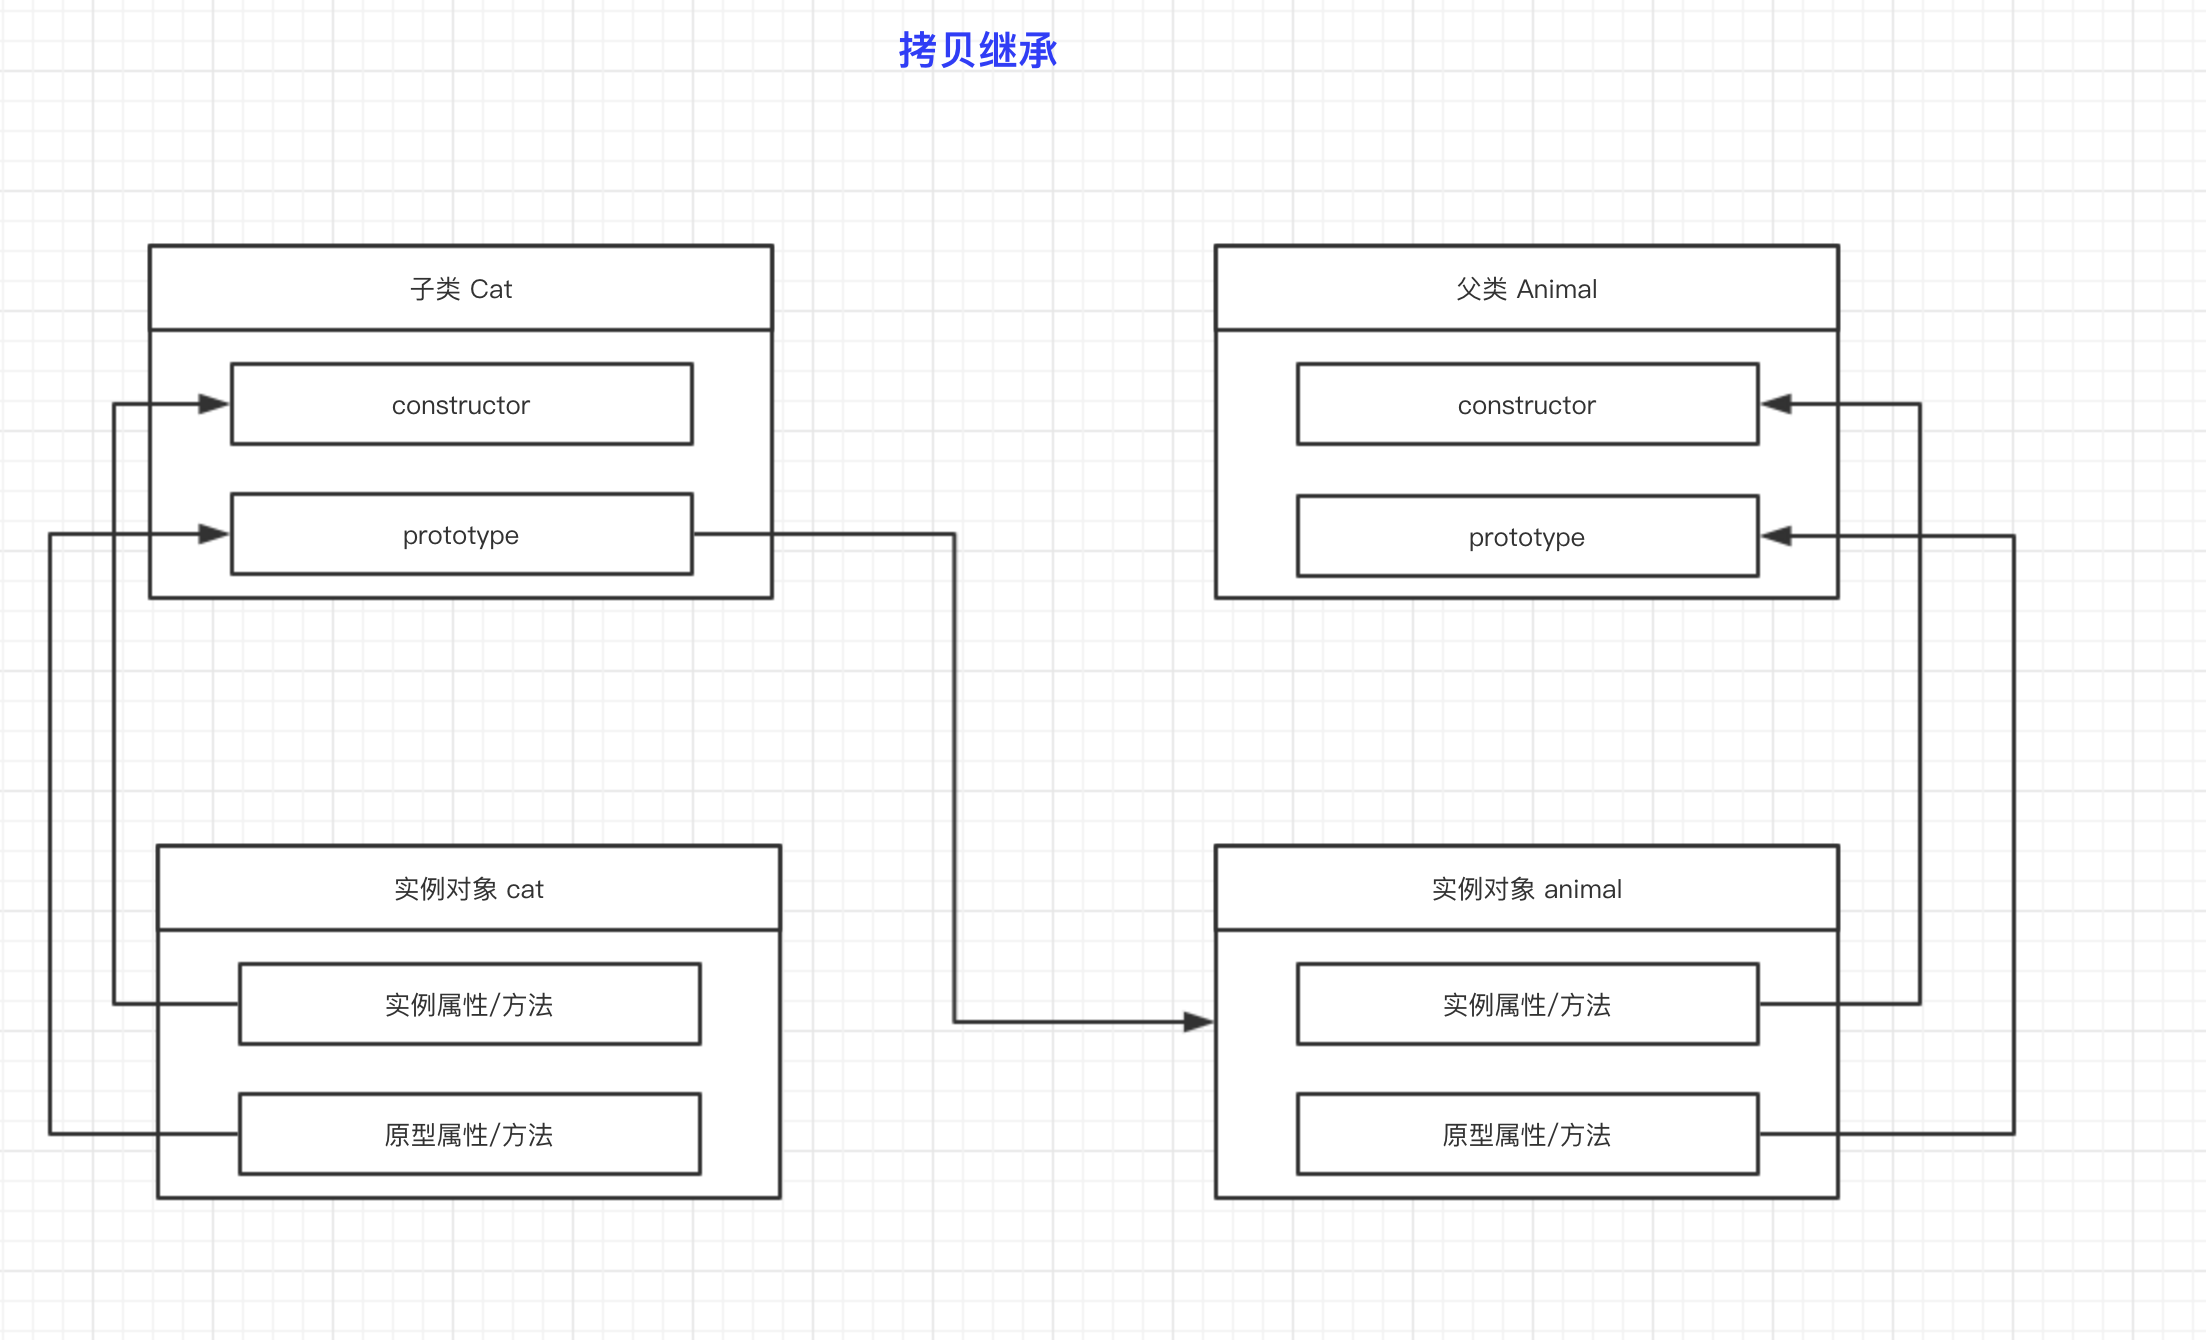 拷贝继承
子类 Cat
constructor
prototype
父类 Animal
constructor
prototype
实例对象 cat
实例属性/方法
原型属性/方法
实例对象 animal
实例属性/方法
原型属性/方法